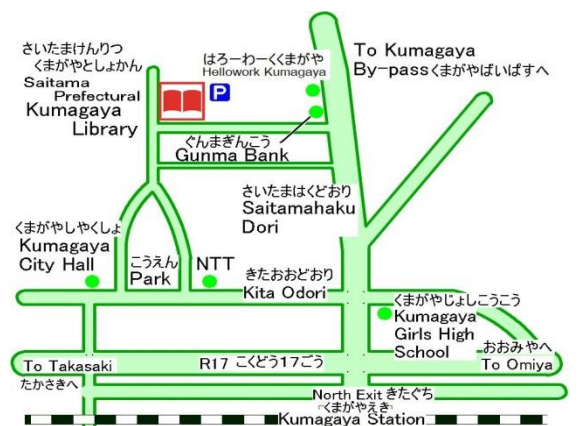 さいたまけんりつ
くまがやとしょかん
Saitama
Prefectural
Kumagaya
Library
P
はろーわーくくまがや
Hellowork Kumagaya
To Kumagaya
By-pass くまがやばいぱすへ
ぐんまぎんこう
Gunma Bank
さいたまはくどおり
Saitamahaku
Dori
くまがやしやくしょ
Kumagaya
City Hall
こうえん
Park
NTT
きたおおどおり
Kita Odori
くまがやじょしこうこう
Kumagaya
Girls High
School
おおみやへ
To Omiya
To Takasaki
たかさきへ
R17 こくどう17ごう
North Exit きたぐち
くまがやえき
Kumagaya Station